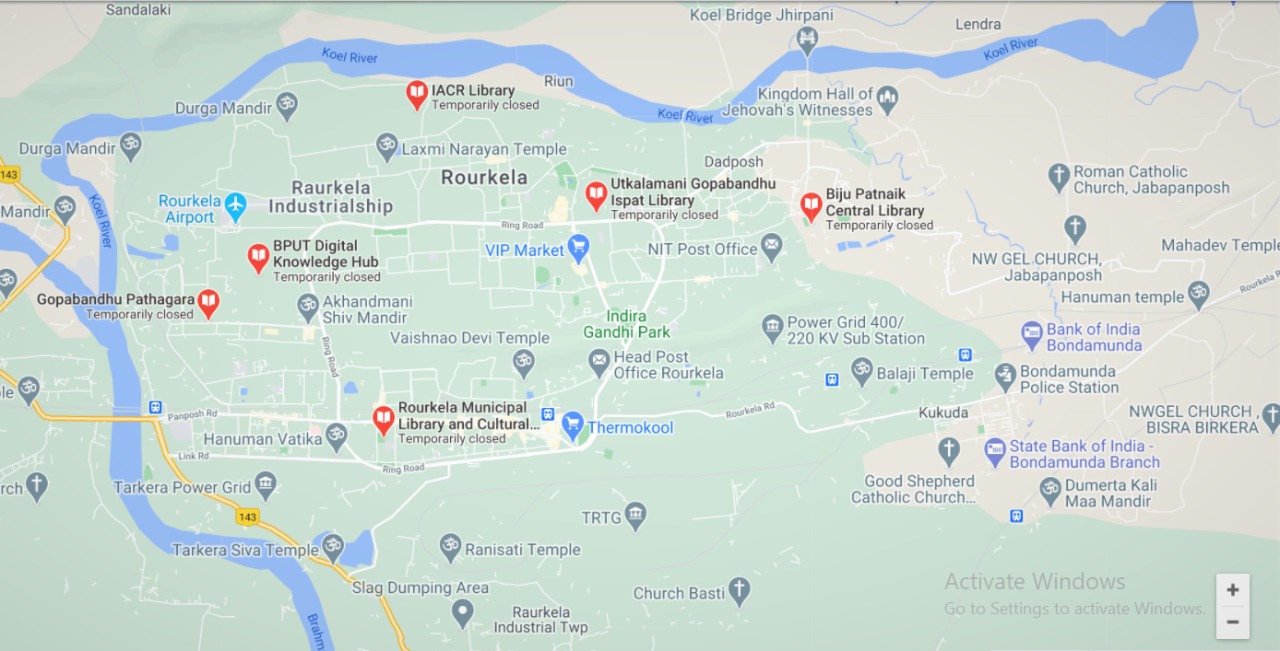 Sandalaki
Koel Bridge Jhirpani
Lendra
Koel River
Koel River
Riun
IACR Library
Temporarily closed
Durga Mandir
Koel River
Kingdom Hall of
Jehovah's Witnesses
Durga Mandir
Laxmi Narayan Temple
Dadposh
143
Rourkela
Raurkela
Industrialship
Utkalamani Gopabandhu
Ispat Library
Temporarily closed
Biju Patnaik
Central Library
Temporarily closed
Roman Catholic
Church, Jabapanposh
Mandir
Koel River
Rourkela
Airport
Ring Road
BPUT Digital
Knowledge Hub
Temporarily closed
VIP Market
NIT Post Office
NW GEL.CHURCH,
Jabapanposh
Mahadev Temple
Gopabandhu Pathagara
Temporarily closed
Akhandmani
Shiv Mandir
Hanuman temple
Rourkela R
Indira
Gandhi Park
Vaishnao Devi Temple
Power Grid 400/
220 KV Sub Station
Bank of India
Bondamunda
Ring Road
Head Post
Office Rourkela
Balaji Temple
Bondamunda
Police Station
ple
Panposh Rd
Rourkela Municipal
Library and Cultural...
Temporarily closed
Thermokool
Rourkela Rd
Kukuda
NWGEL CHURCH ,
BISRA BIRKERA
Hanuman Vatika
Link Rd
Ring Road
State Bank of India -
Bondamunda Branch
rch
Tarkera Power Grid
Good Shepherd
Catholic Church...
Dumerta Kali
Maa Mandir
143
TRTG
Tarkera Siva Temple
Ranisati Temple
Slag Dumping Area
Church Basti
Raurkela
Industrial Twp
Brahm
Activate Windows
Go to Settings to activate Windows.
+
−